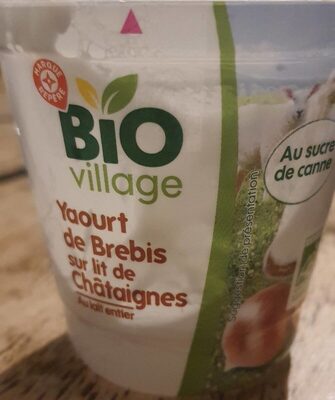 MARQUE
REPÈRE
BiO
village
Yaourt
de Brebis
sur lit de
Châtaignes
Au lait entier
Au sucre
de canne
Suggestion de présentation